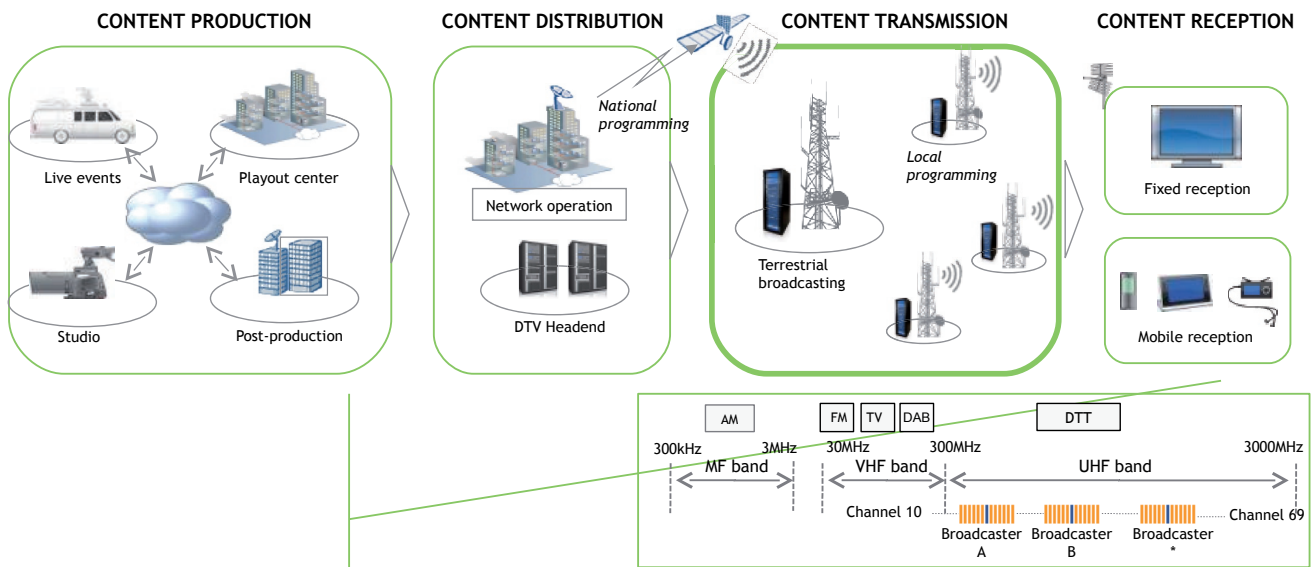 CONTENT PRODUCTION
CONTENT DISTRIBUTION
CONTENT TRANSMISSION
CONTENT RECEPTION
Live events
Playout center
Studio
Post-production
National
programming
Network operation
DTV Headend
Terrestrial
broadcasting
Local
programming
Fixed reception
Mobile reception
AM
FM
TV
DAB
DTT
300kHz
3MHz
30MHz
300MHz
3000MHz
MF band
VHF band
UHF band
Channel 10
Channel 69
Broadcaster
A
Broadcaster
B
Broadcaster
*